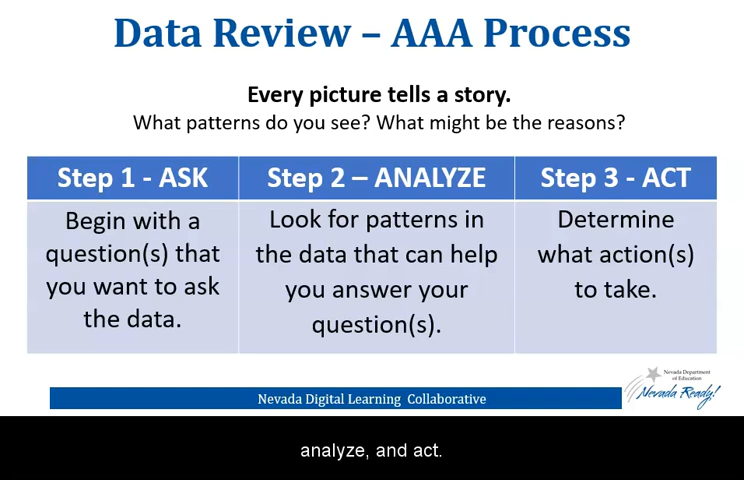 Data Review – AAA Process
Every picture tells a story.
What patterns do you see? What might be the reasons?
Step 1 - ASK
Begin with a
question(s) that
you want to ask
the data.
Step 2 – ANALYZE
Look for patterns in
the data that can help
you answer your
question(s).
Step 3 - ACT
Determine
what action(s)
to take.
Nevada Digital Learning Collaborative
Nevada Department
of Education
Nevada Ready!
analyze, and act.